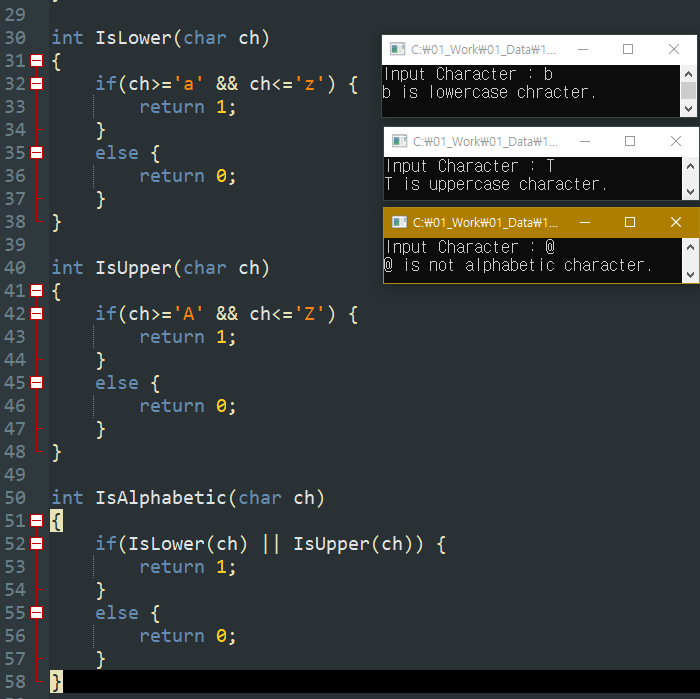 29
30 int IsLower(char ch)
31 {
32 if(ch>='a' && ch<='z') {
33 return 1;
34 }
35 else {
36 return 0;
37 }
38 }
39
40 int IsUpper(char ch)
41 {
42 if(ch>='A' && ch<='Z') {
43 return 1;
44 }
45 else {
46 return 0;
47 }
48 }
49
50 int IsAlphabetic(char ch)
51 {
52 if(IsLower(ch) || IsUpper(ch)) {
53 return 1;
54 }
55 else {
56 return 0;
57 }
58 }
C:₩01_Work₩01_Data₩1...
Input Character : b
b is lowercase chracter.
C:₩01_Work₩01_Data₩1...
Input Character : T
T is uppercase character.
C:₩01_Work₩01_Data₩1...
Input Character : @
@ is not alphabetic character.